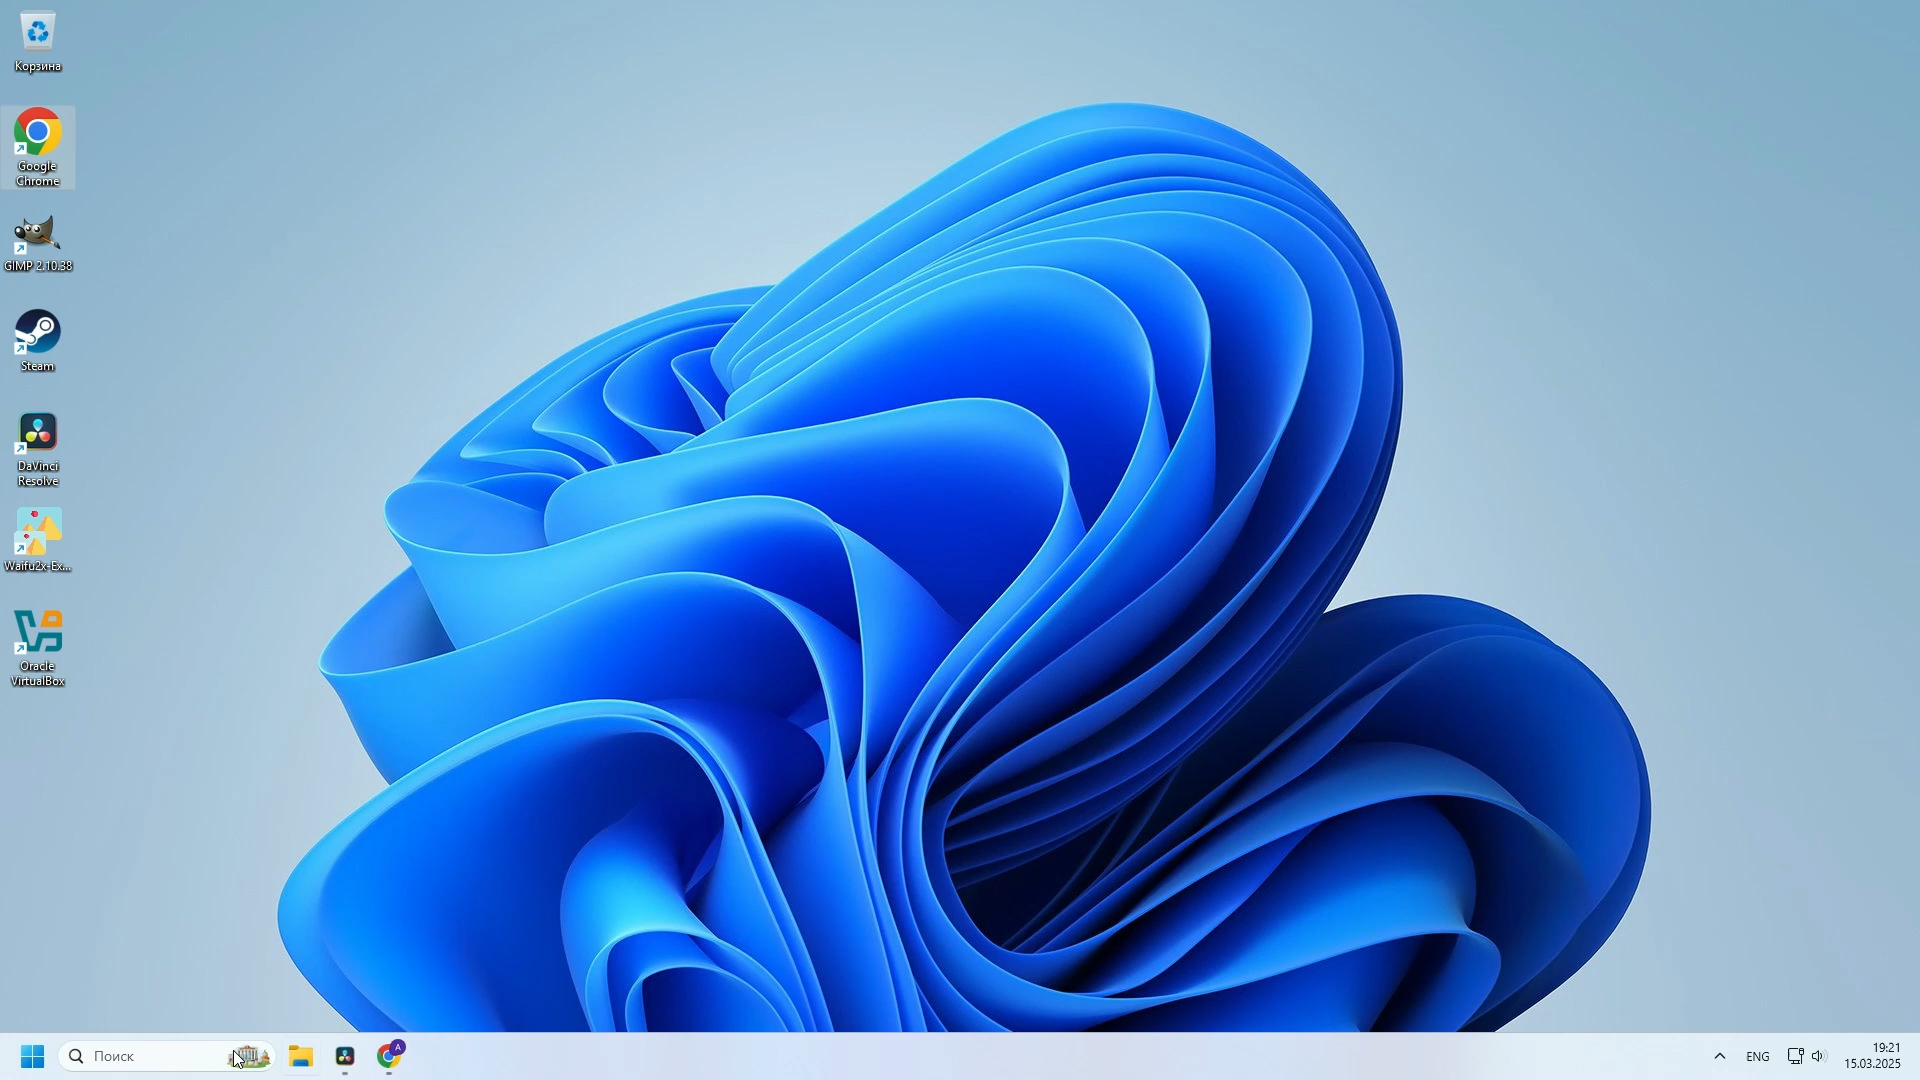 Корзина
Google
Chrome
GIMP 2.10.38
Steam
DaVinci
Resolve
Waifu2x-Ex...
Oracle
VirtualBox
Поиск
A
ENG
19:21
15.03.2025